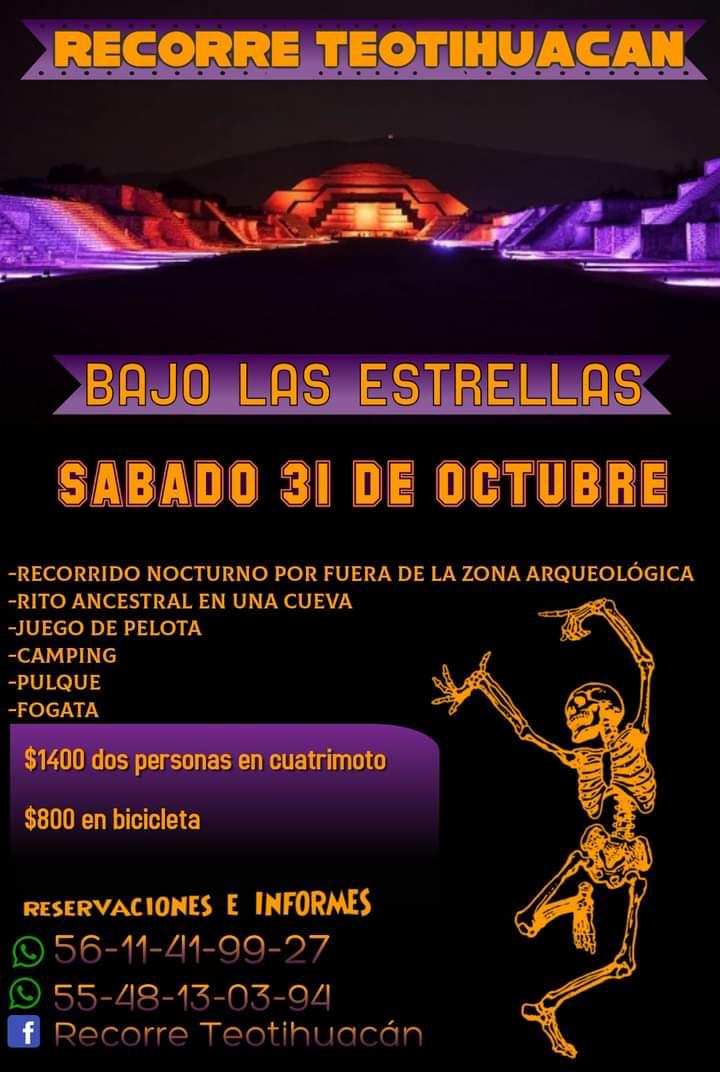 RECORRE TEOTIHUACAN
BAJO LAS ESTRELLAS
SABADO 31 DE OCTUBRE
-RECORRIDO NOCTURNO POR FUERA DE LA ZONA ARQUEOLÓGICA
-RITO ANCESTRAL EN UNA CUEVA
-JUEGO DE PELOTA
-CAMPING
-PULQUE
-FOGATA
$1400 dos personas en cuatrimoto
$800 en bicicleta
RESERVACIONES E INFORMES
56-11-41-99-27
55-48-13-03-94
f Recorre Teotihuacán